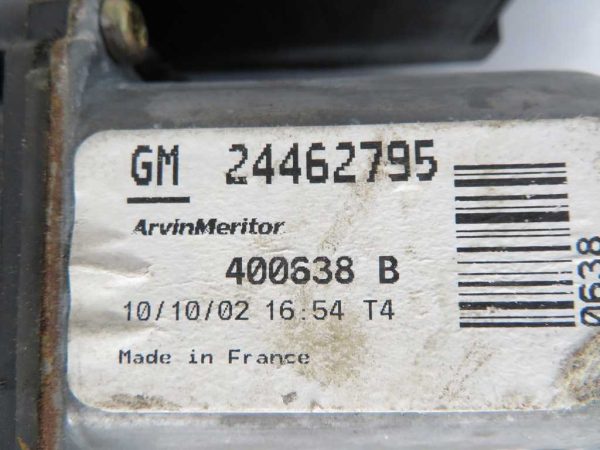 GM 24462795
ArvinMeritor
400638 B
10/10/02 16:54 T4
Made in France
0638